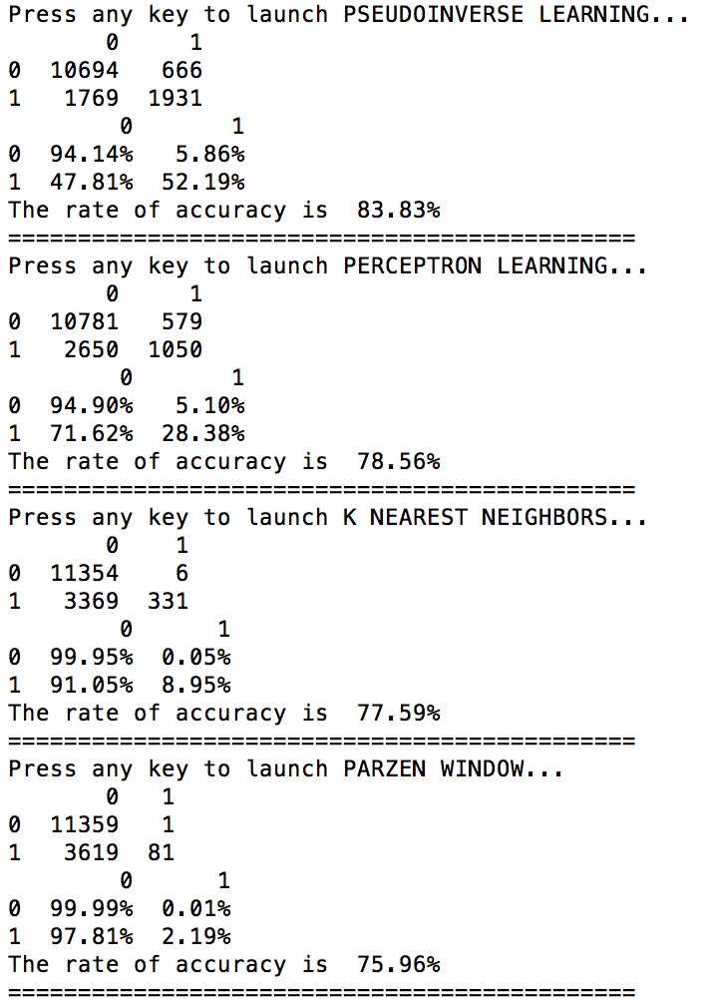 Press any key to launch PSEUDOINVERSE LEARNING...
0 1
0 10694 666
1 1769 1931
0 1
0 94.14% 5.86%
1 47.81% 52.19%
The rate of accuracy is 83.83%
=============================================
Press any key to launch PERCEPTRON LEARNING...
0 1
0 10781 579
1 2650 1050
0 1
0 94.90% 5.10%
1 71.62% 28.38%
The rate of accuracy is 78.56%
=============================================
Press any key to launch K NEAREST NEIGHBORS...
0 1
0 11354 6
1 3369 331
0 1
0 99.95% 0.05%
1 91.05% 8.95%
The rate of accuracy is 77.59%
=============================================
Press any key to launch PARZEN WINDOW...
0 1
0 11359 1
1 3619 81
0 1
0 99.99% 0.01%
1 97.81% 2.19%
The rate of accuracy is 75.96%
=============================================